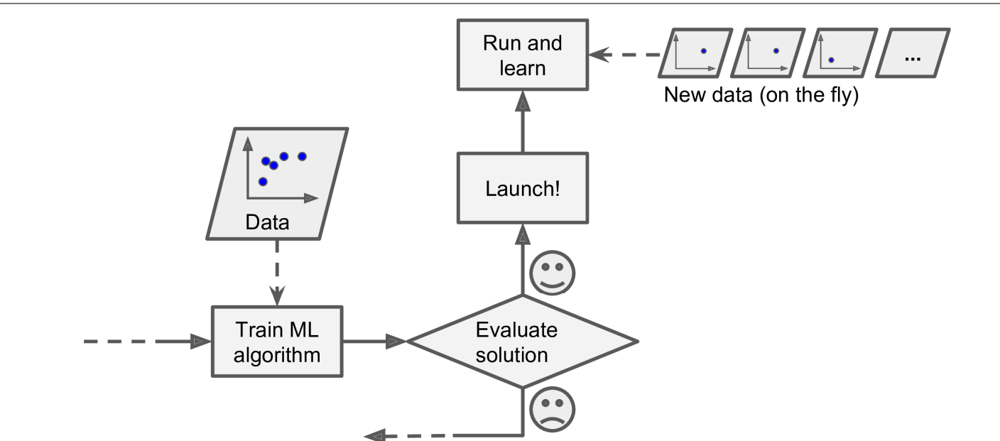 Run and
learn
...
New data (on the fly)
Launch!
Data
Train ML
algorithm
Evaluate
solution